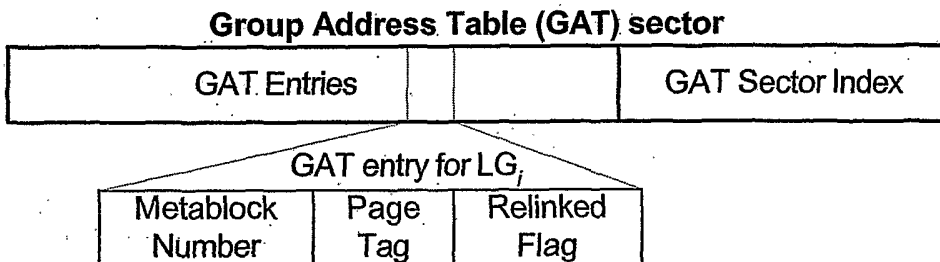 Group Address Table (GAT) sector
GAT Entries
GAT Sector Index
GAT entry for LGi
Metablock Page Relinked
Number Tag Flag